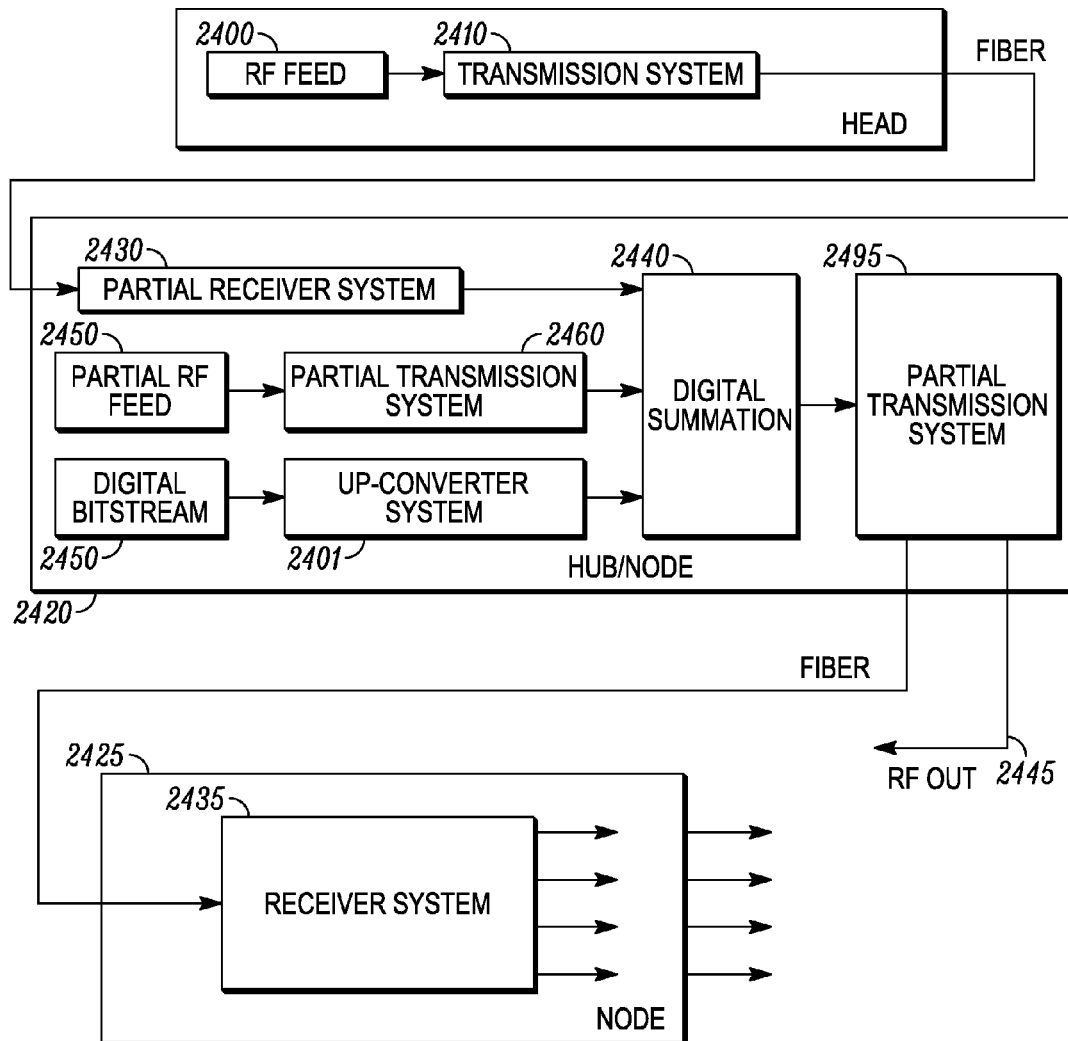 2400
RF FEED
2410
TRANSMISSION SYSTEM
FIBER
HEAD
2430
PARTIAL RECEIVER SYSTEM
2440
DIGITAL
SUMMATION
2495
PARTIAL
TRANSMISSION
SYSTEM
2450
PARTIAL RF
FEED
2460
PARTIAL TRANSMISSION
SYSTEM
DIGITAL
BITSTREAM
2450
UP-CONVERTER
SYSTEM
2401
HUB/NODE
2420
FIBER
RF OUT
2445
2425
2435
RECEIVER SYSTEM
NODE